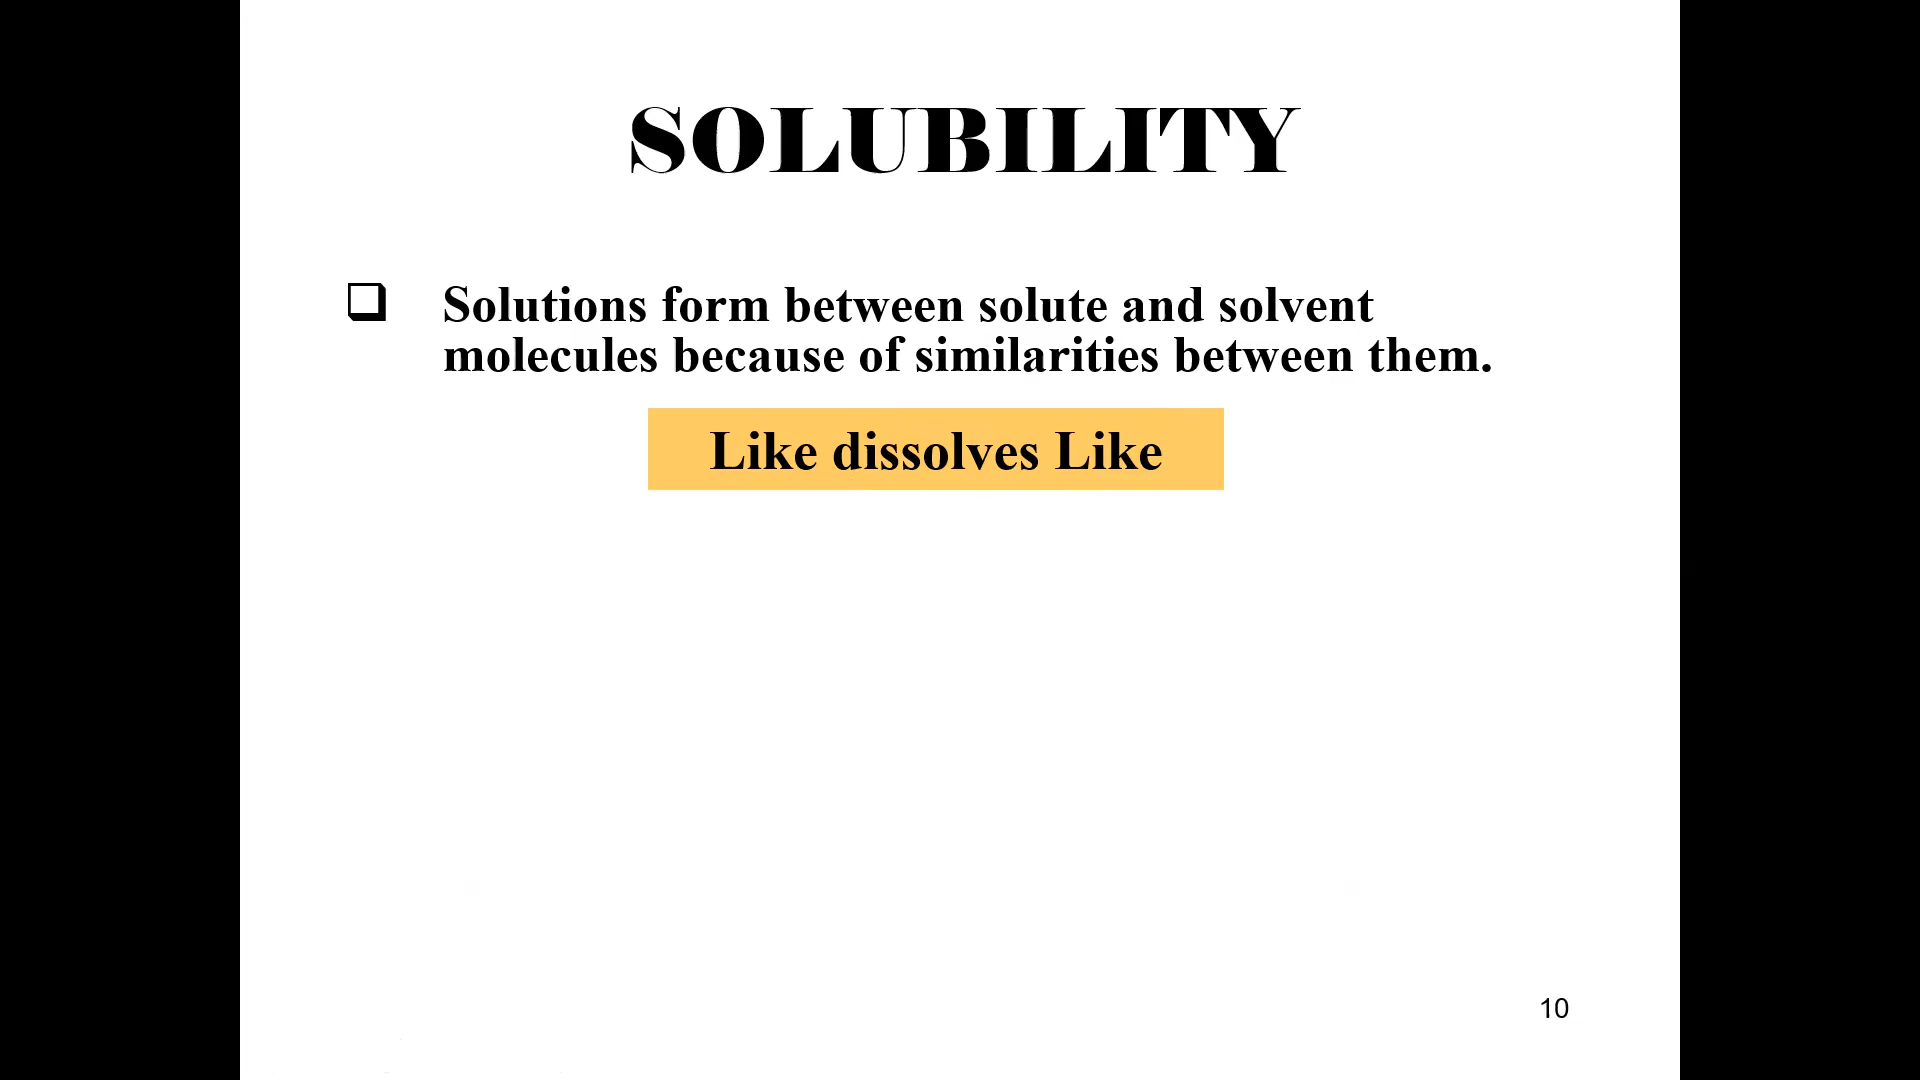 SOLUBILITY
Solutions form between solute and solvent
molecules because of similarities between them.
Like dissolves Like
10